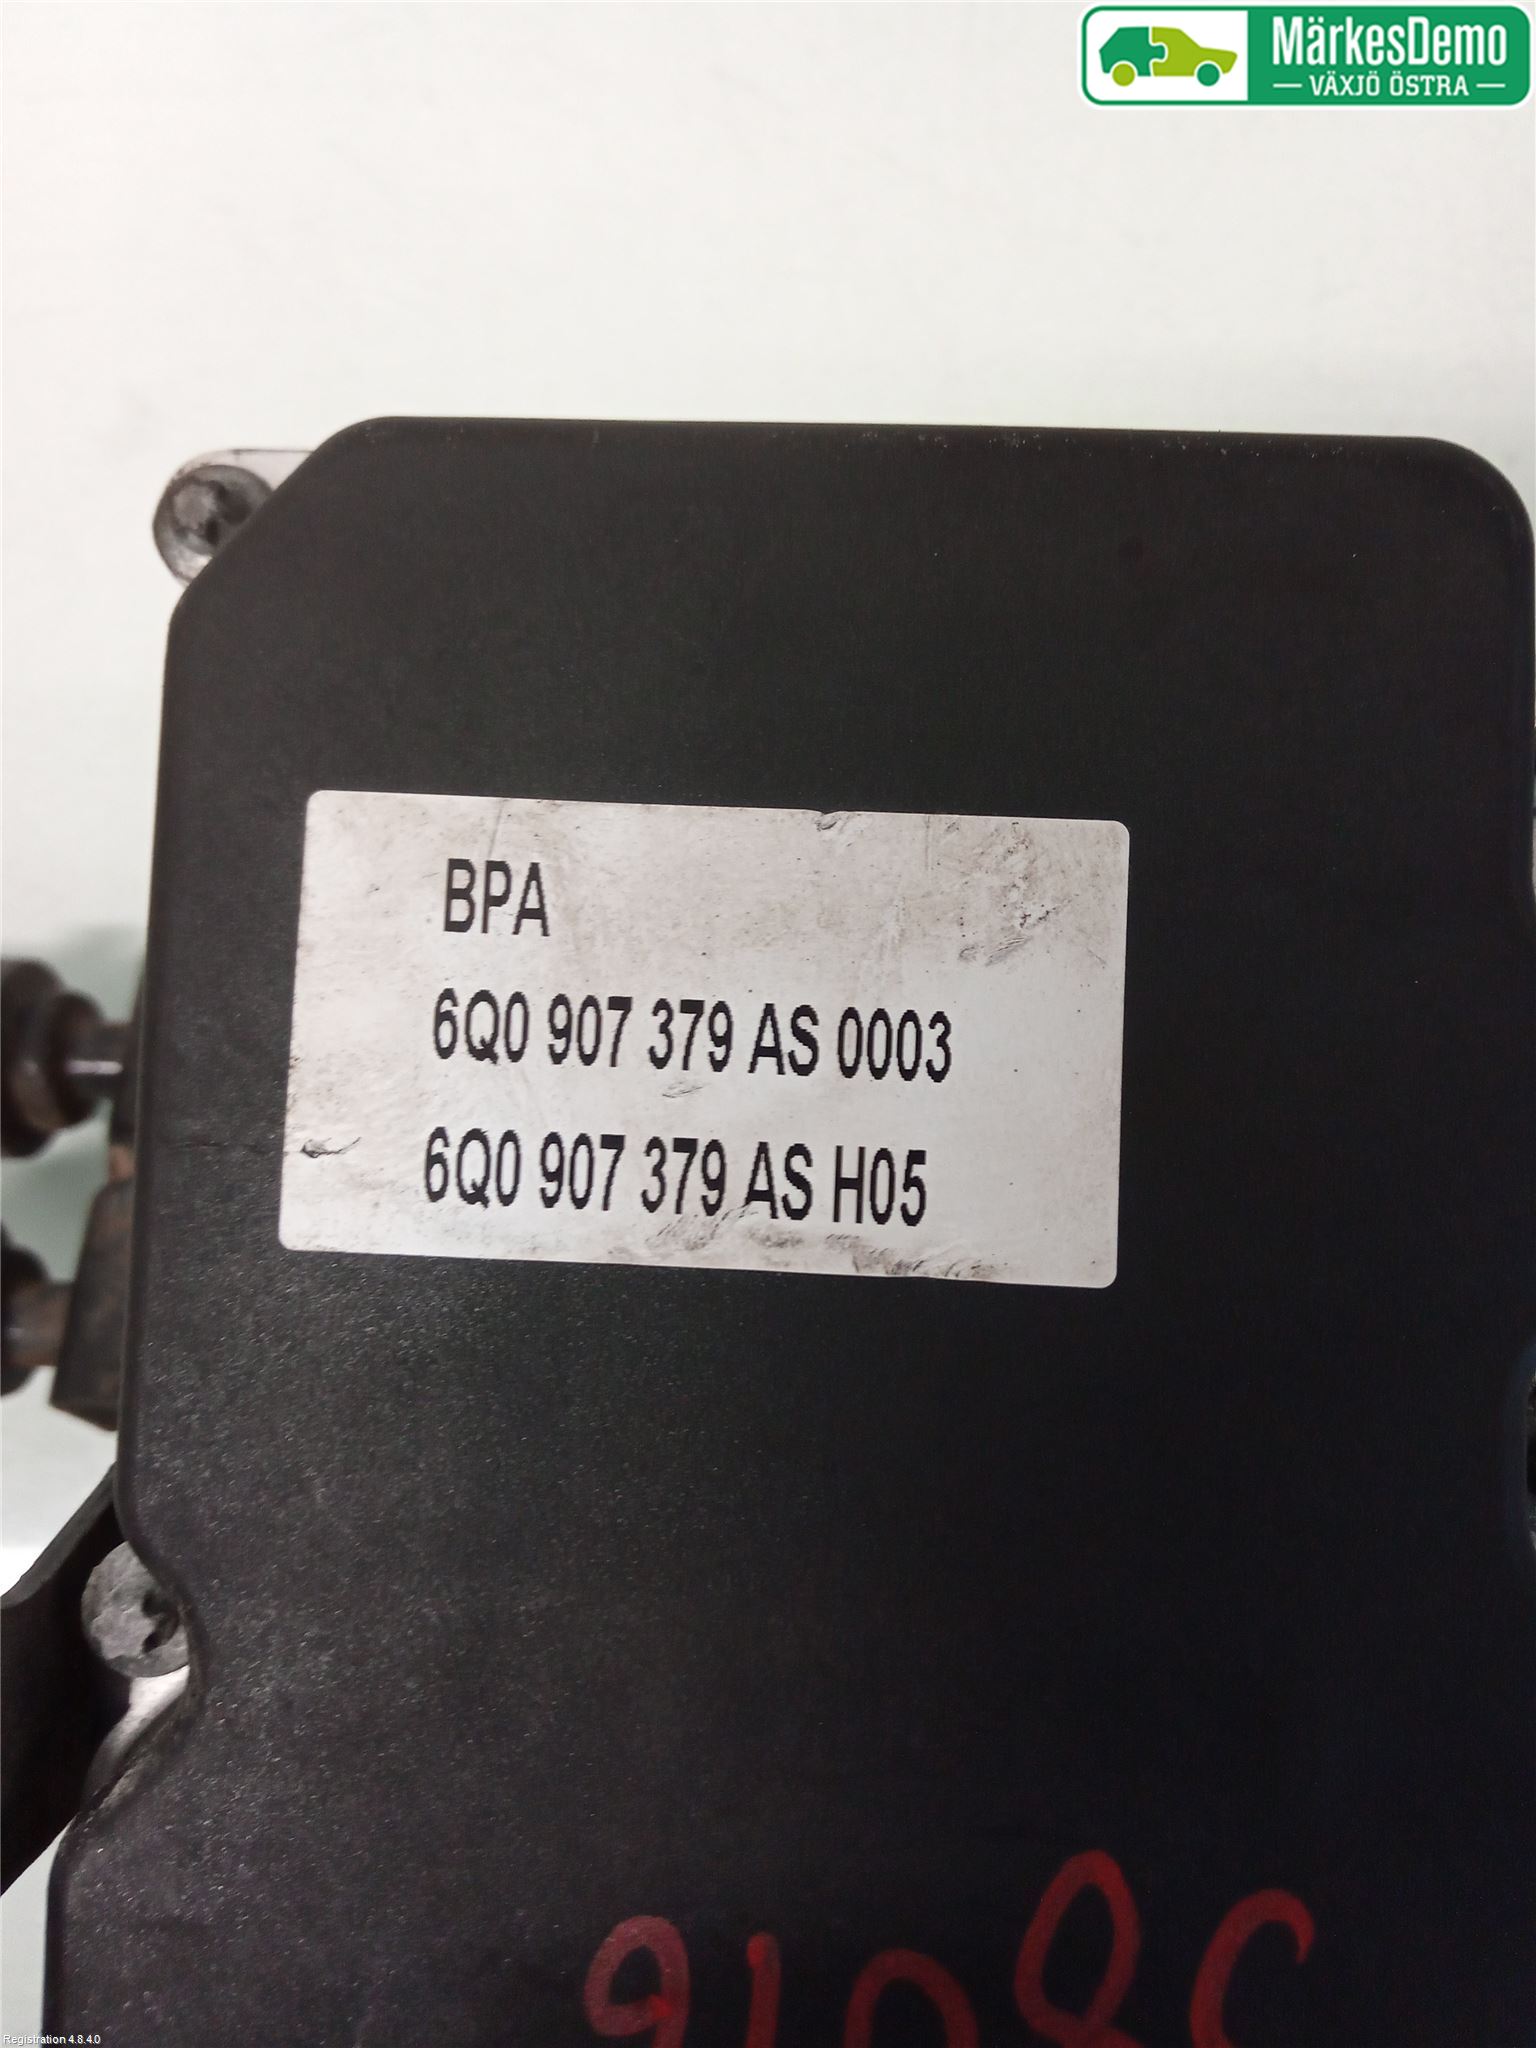 MärkesDemo
VÄXJÖ ÖSTRA
BPA
6Q0 907 379 AS 0003
6Q0 907 379 AS H05
Registration 4.8.4.0